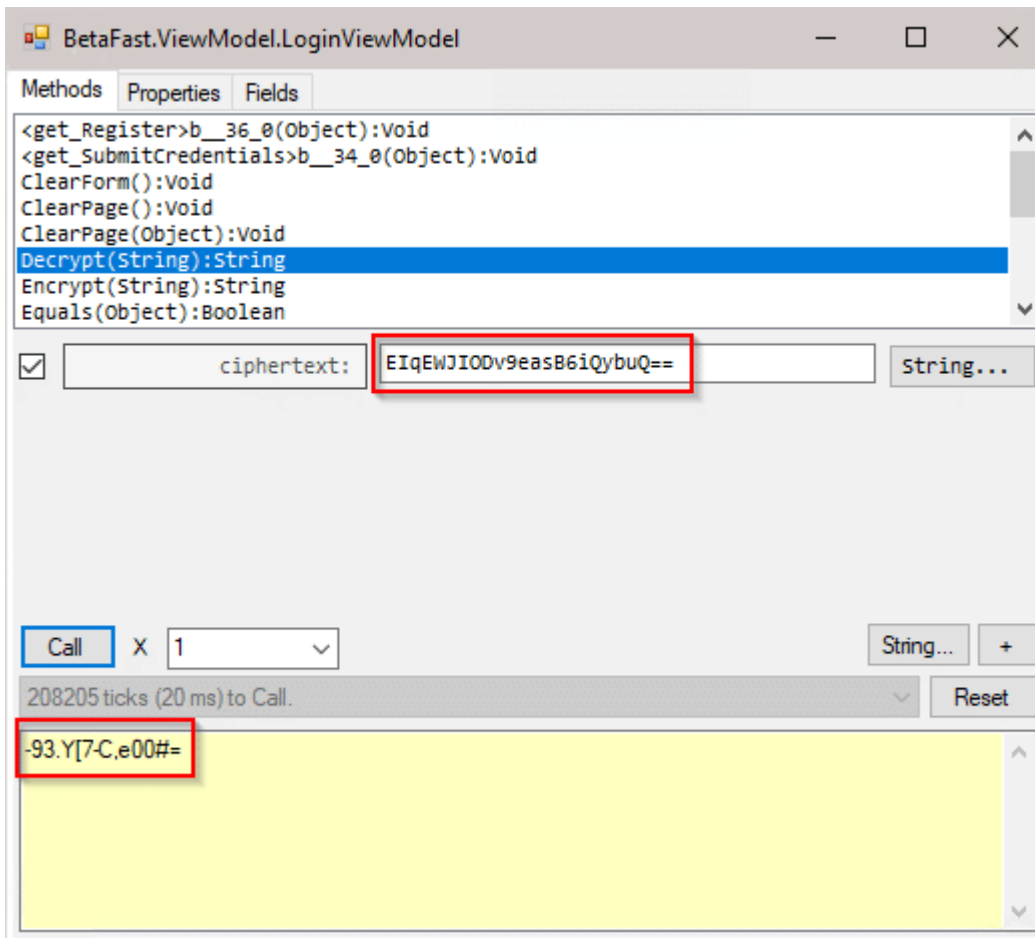 BetaFast.ViewModel.LoginViewModel
Methods Properties Fields
<get_Register>b__36_0(Object):Void
<get_SubmitCredentials>b__34_0(Object):Void
ClearForm():Void
ClearPage():Void
ClearPage(Object):Void
Decrypt(String):String
Encrypt(String):String
Equals(Object):Boolean
ciphertext: EIqEWJIODv9easB6iQybuQ== String...
Call X 1 String... +
208205 ticks (20 ms) to Call. Reset
-93.Y[7-C,e00#=